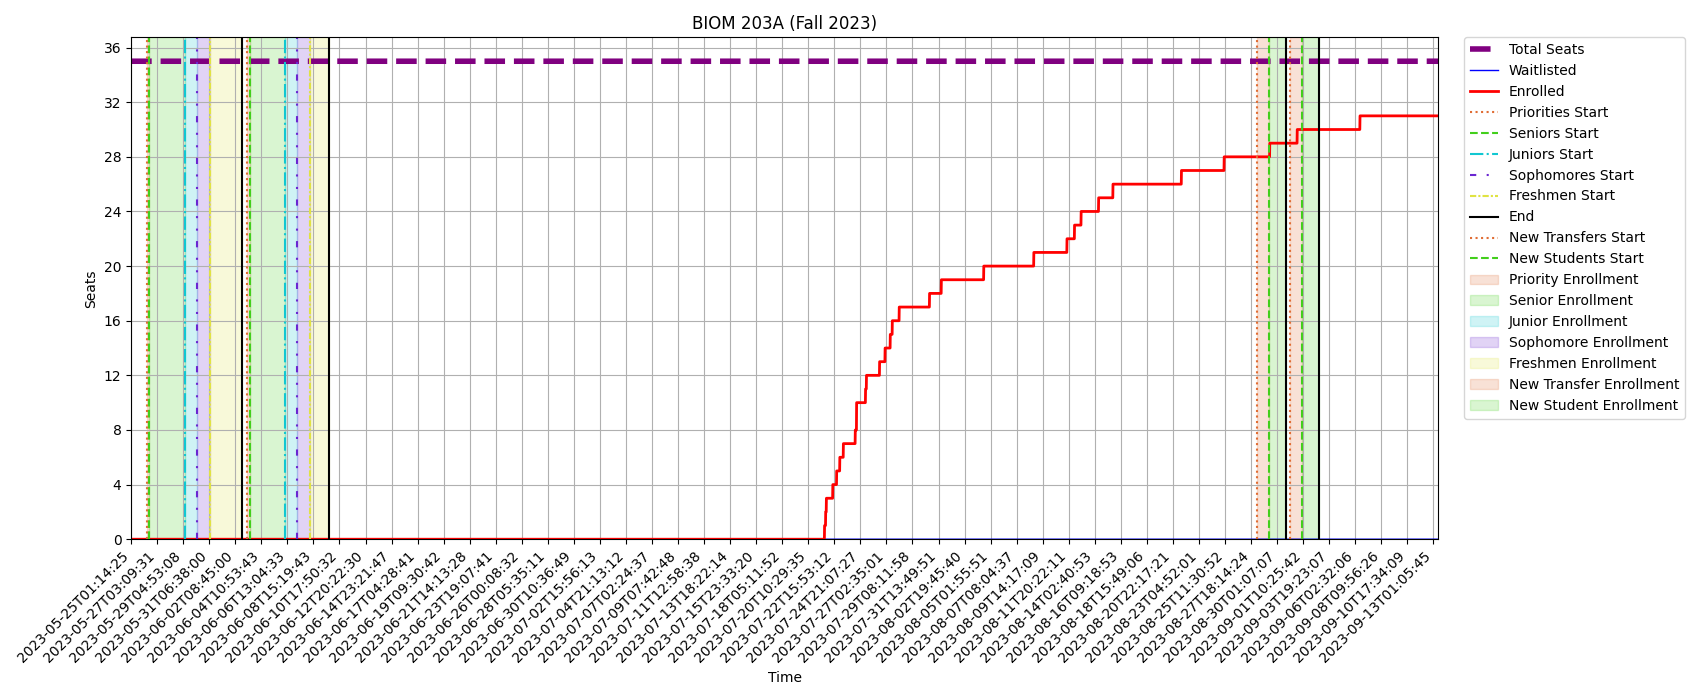 BIOM 203A (Fall 2023)
Seats
36
32
28
24
20
16
12
8
4
0
2023-05-25T01:14:25
2023-05-27T03:09:31
2023-05-29T04:53:08
2023-05-31T06:38:00
2023-06-02T08:45:00
2023-06-04T10:53:43
2023-06-06T13:04:33
2023-06-08T15:19:43
2023-06-10T17:50:32
2023-06-12T20:22:30
2023-06-14T23:21:47
2023-06-17T04:28:41
2023-06-19T09:30:42
2023-06-21T14:13:28
2023-06-23T19:07:41
2023-06-26T00:08:32
2023-06-28T05:35:11
2023-06-30T10:36:49
2023-07-02T15:56:13
2023-07-04T21:13:12
2023-07-07T02:24:37
2023-07-09T07:42:48
2023-07-11T12:58:38
2023-07-13T18:22:14
2023-07-15T23:33:20
2023-07-18T05:11:52
2023-07-20T10:29:35
2023-07-22T15:53:12
2023-07-24T21:07:27
2023-07-27T02:35:01
2023-07-29T08:11:58
2023-07-31T13:49:51
2023-08-02T19:45:40
2023-08-05T01:55:51
2023-08-07T08:04:37
2023-08-09T14:17:09
2023-08-11T20:22:11
2023-08-14T02:40:53
2023-08-16T09:18:53
2023-08-18T15:49:06
2023-08-20T22:17:21
2023-08-23T04:52:01
2023-08-25T11:30:52
2023-08-27T18:14:24
2023-08-30T01:07:07
2023-09-01T10:25:42
2023-09-03T19:23:07
2023-09-06T02:32:06
2023-09-08T09:56:26
2023-09-10T17:34:09
2023-09-13T01:05:45
Time
Total Seats
Waitlisted
Enrolled
Priorities Start
Seniors Start
Juniors Start
Sophomores Start
Freshmen Start
End
New Transfers Start
New Students Start
Priority Enrollment
Senior Enrollment
Junior Enrollment
Sophomore Enrollment
Freshmen Enrollment
New Transfer Enrollment
New Student Enrollment